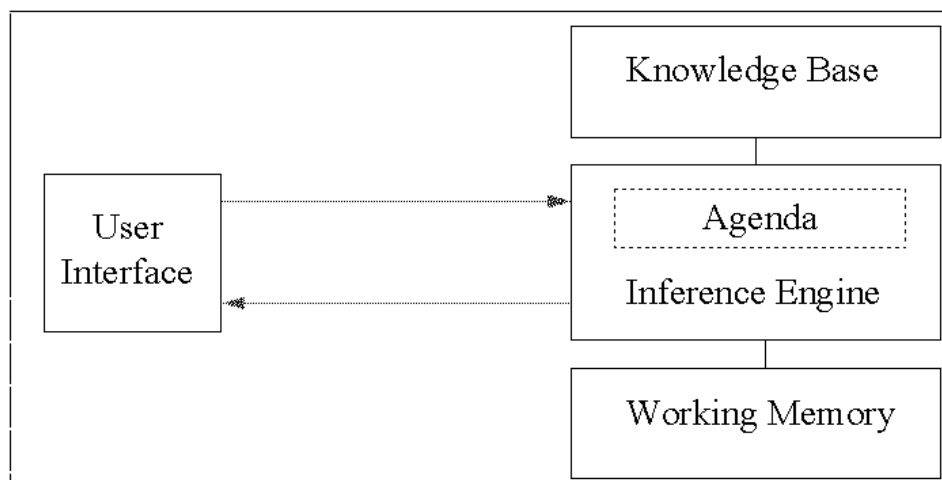 Knowledge Base
User
Interface
Agenda
Inference Engine
Working Memory